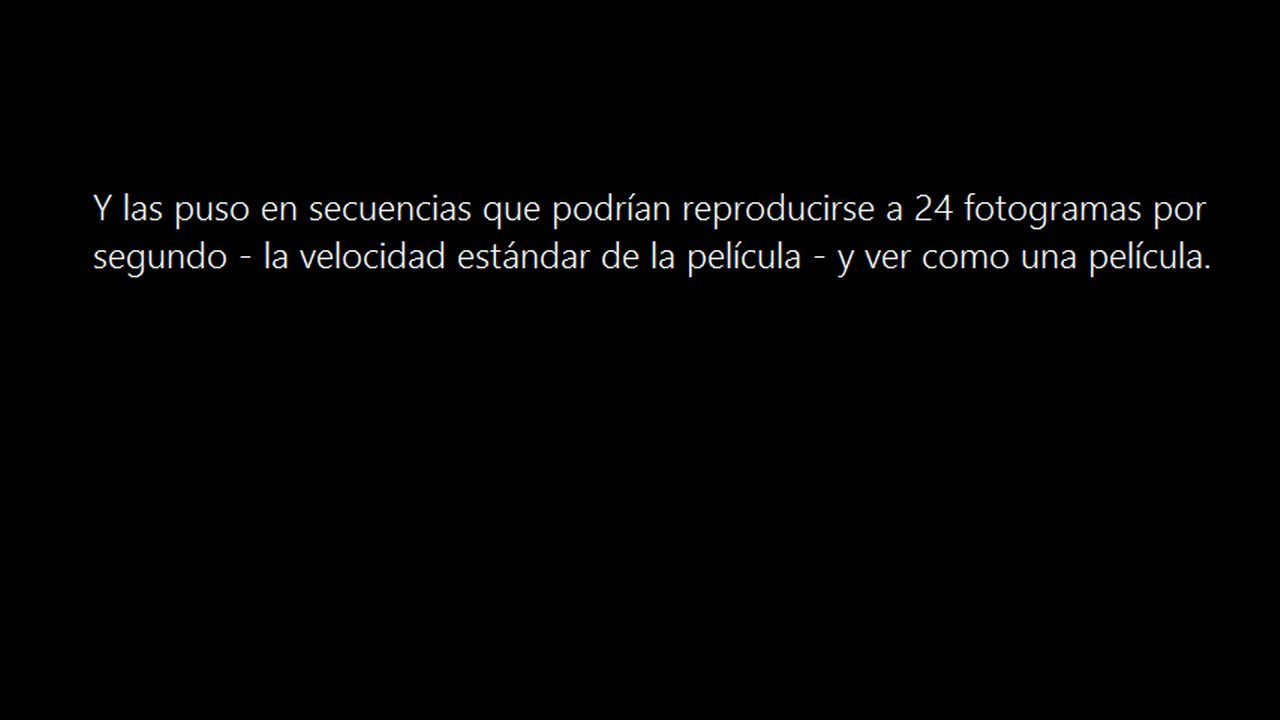 Y las puso en secuencias que podrían reproducirse a 24 fotogramas por
segundo - la velocidad estándar de la película - y ver como una película.